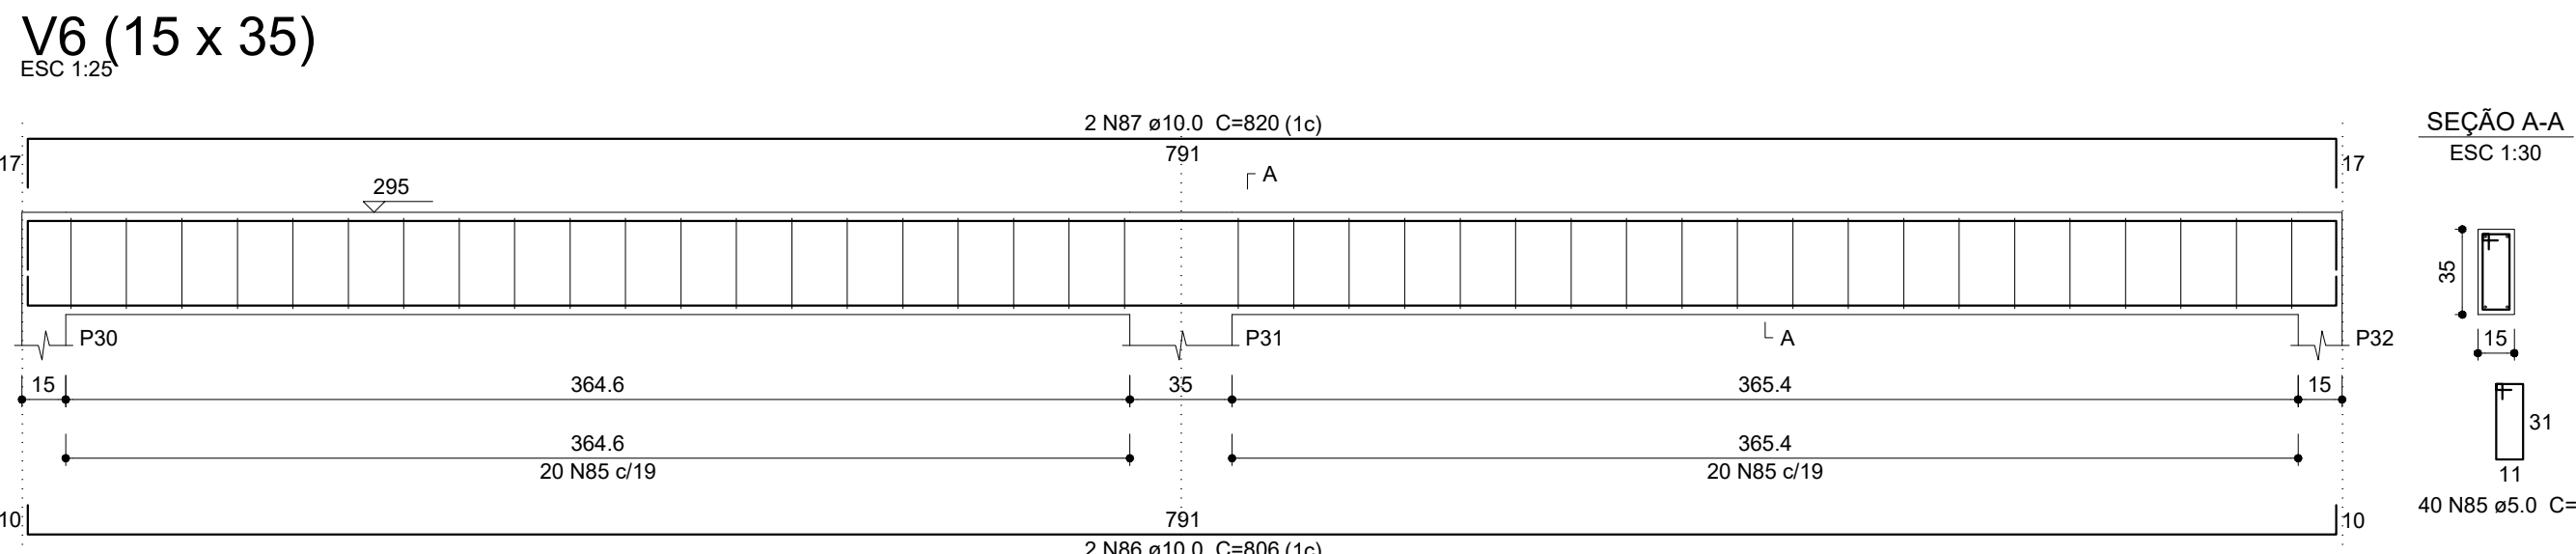 V6 (15 x 35)
ESC 1:25
2 N87 ø10.0 C=820 (1c)
17
791
17
A
295
P30
P31
A
P32
15
364.6
35
365.4
15
364.6
365.4
20 N85 c/19
20 N85 c/19
10
791
10
2 N86 ø10.0 C=806 (1c)
SEÇÃO A-A
ESC 1:30
35
15
31
11
40 N85 ø5.0 C=